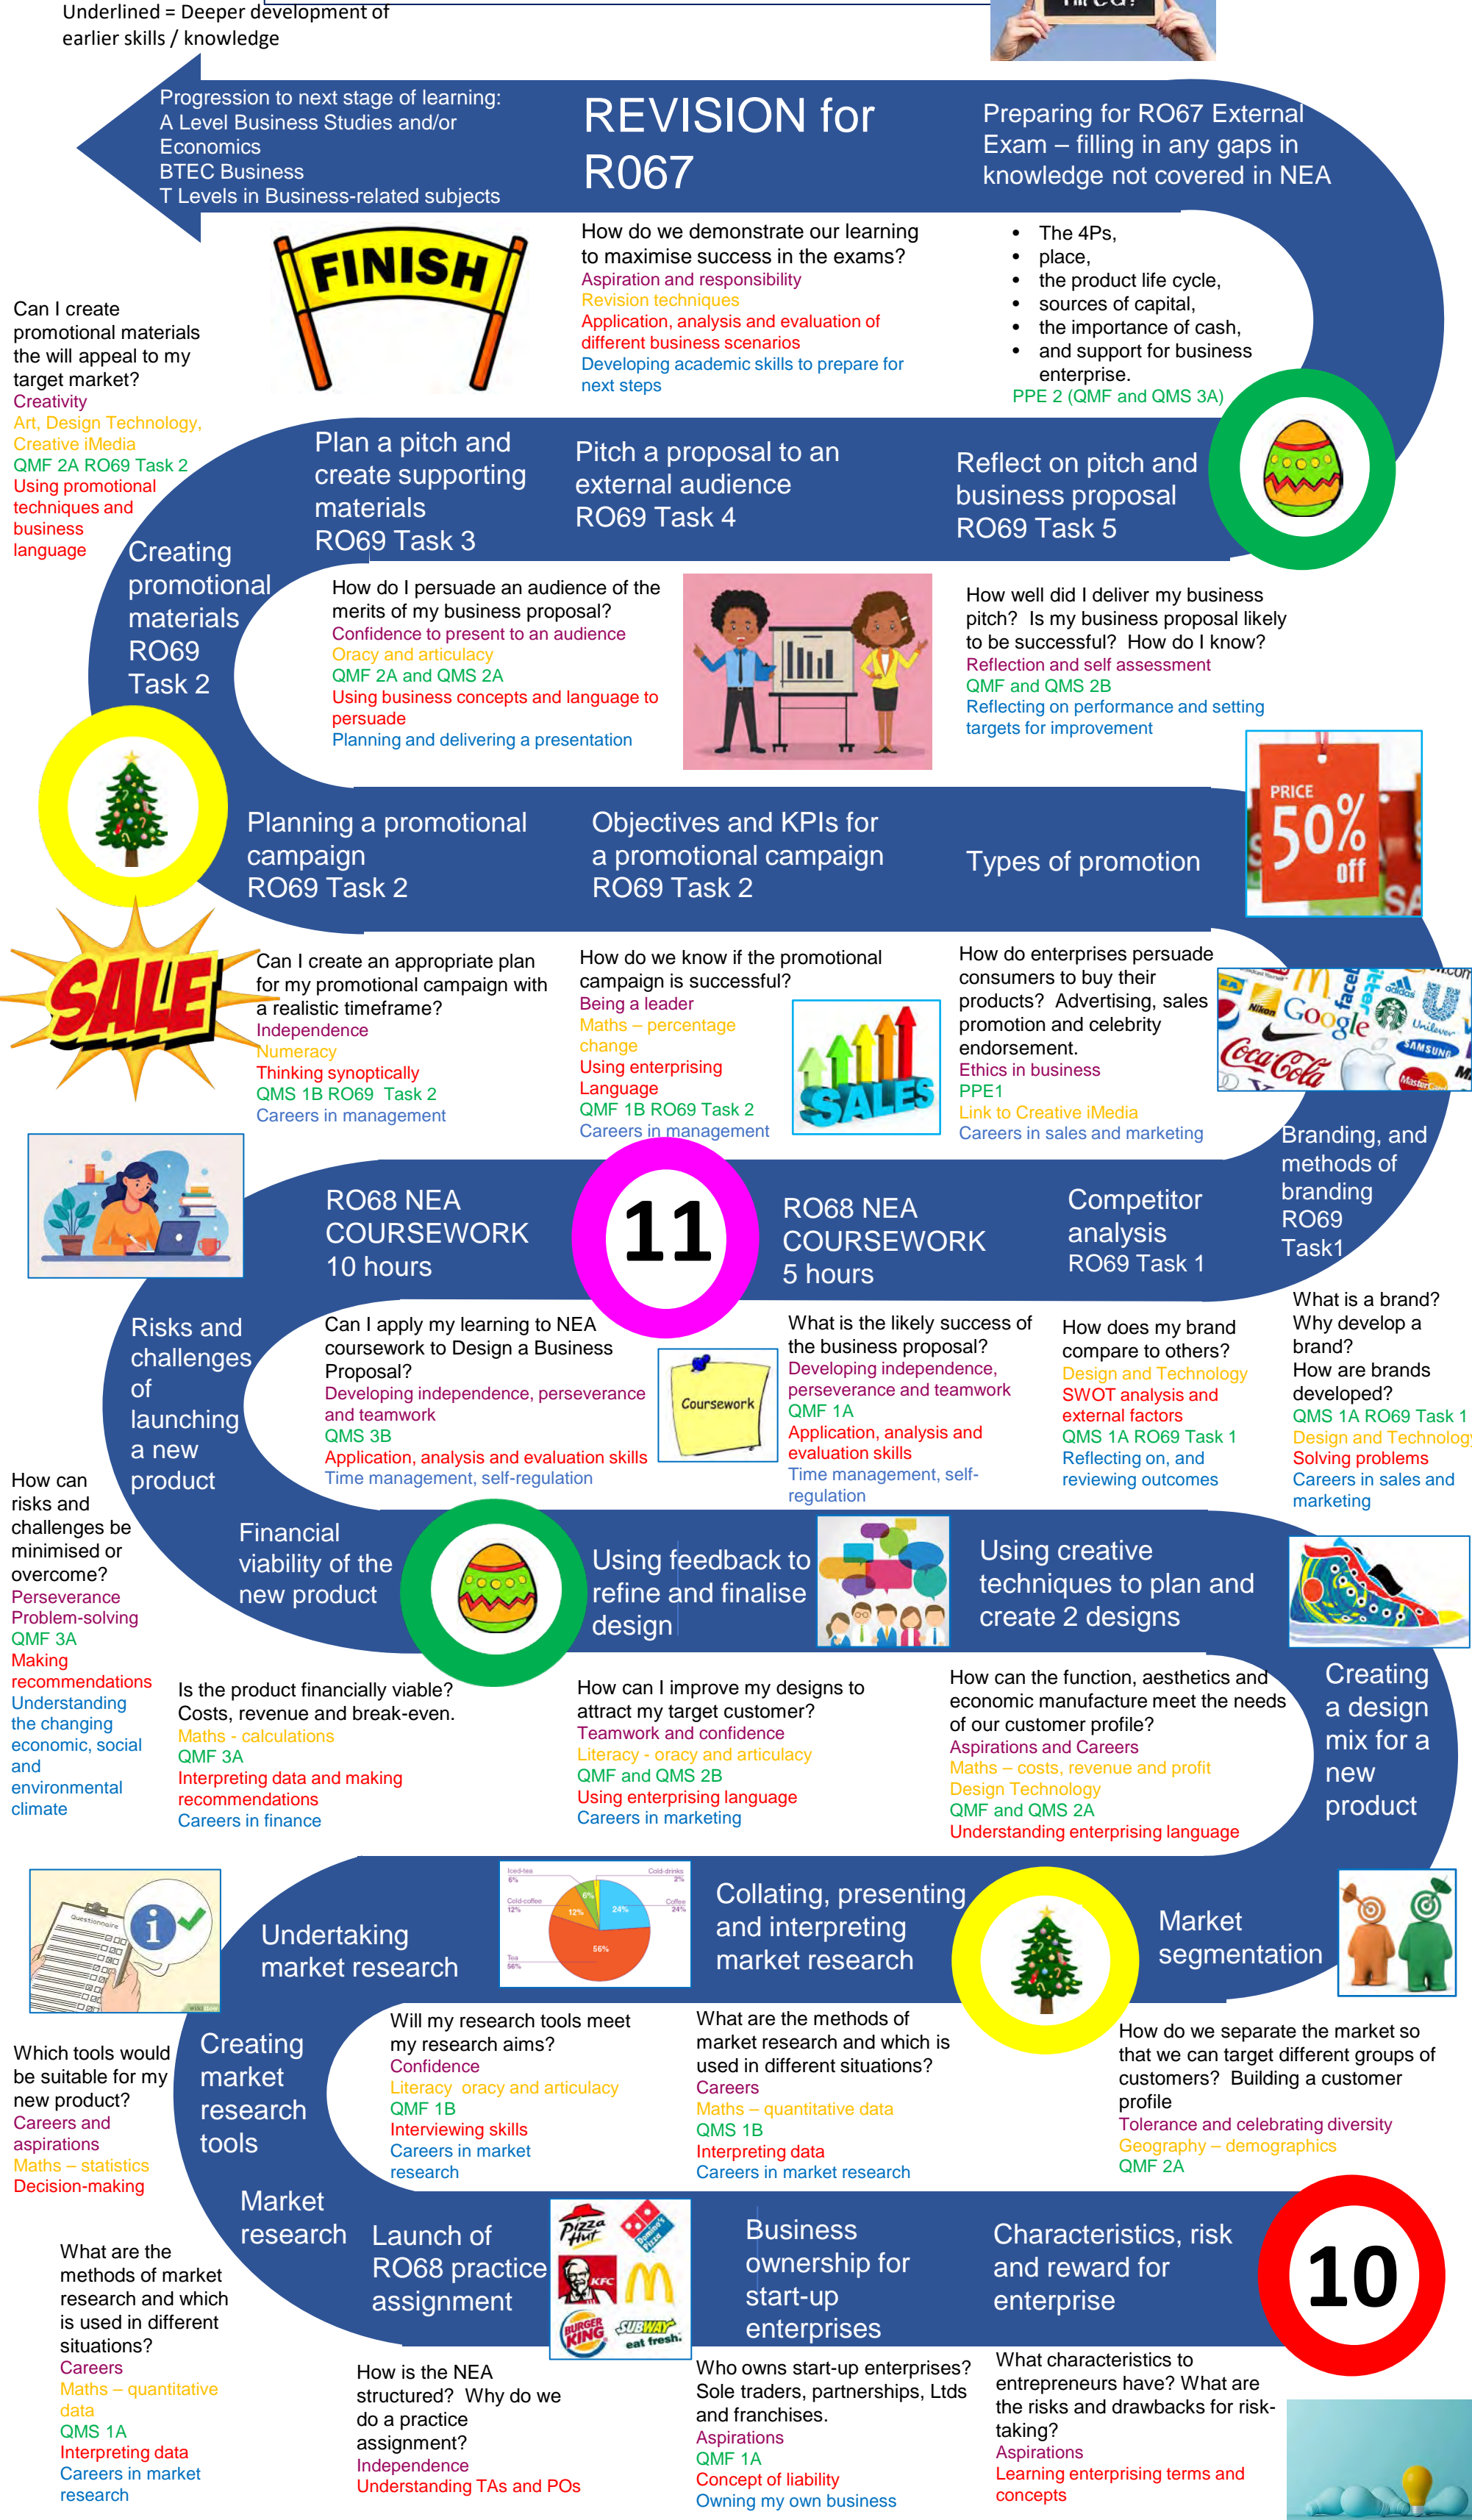 Underlined = Deeper development of
earlier skills / knowledge
Progression to next stage of learning:
A Level Business Studies and/or
Economics
BTEC Business
T Levels in Business-related subjects
REVISION for
R067
Preparing for RO67 External
Exam – filling in any gaps in
knowledge not covered in NEA
FINISH
How do we demonstrate our learning
to maximise success in the exams?
Aspiration and responsibility
Revision techniques
Application, analysis and evaluation of
different business scenarios
Developing academic skills to prepare for
next steps
• The 4Ps,
• place,
• the product life cycle,
• sources of capital,
• the importance of cash,
• and support for business
enterprise.
PPE 2 (QMF and QMS 3A)
Can I create
promotional materials
the will appeal to my
target market?
Creativity
Art, Design Technology,
Creative iMedia
QMF 2A RO69 Task 2
Using promotional
techniques and
business
language
Creating
promotional
materials
RO69
Task 2
Plan a pitch and
create supporting
materials
RO69 Task 3
Pitch a proposal to an
external audience
RO69 Task 4
Reflect on pitch and
business proposal
RO69 Task 5
How do I persuade an audience of the
merits of my business proposal?
Confidence to present to an audience
Oracy and articulacy
QMF 2A and QMS 2A
Using business concepts and language to
persuade
Planning and delivering a presentation
How well did I deliver my business
pitch? Is my business proposal likely
to be successful? How do I know?
Reflection and self assessment
QMF and QMS 2B
Reflecting on performance and setting
targets for improvement
Planning a promotional
campaign
RO69 Task 2
Objectives and KPIs for
a promotional campaign
RO69 Task 2
Types of promotion
PRICE
50%
off
SALE
Can I create an appropriate plan
for my promotional campaign with
a realistic timeframe?
Independence
Numeracy
Thinking synoptically
QMS 1B RO69 Task 2
Careers in management
How do we know if the promotional
campaign is successful?
Being a leader
Maths – percentage
change
Using enterprising
Language
QMF 1B RO69 Task 2
Careers in management
SALES
How do enterprises persuade
consumers to buy their
products? Advertising, sales
promotion and celebrity
endorsement.
Ethics in business
PPE1
Link to Creative iMedia
Careers in sales and marketing
Nikon
Google
adidas
Unilever
SAMSUNG
Coca Cola
MasterCard
Branding, and
methods of
branding
RO69
Task1
RO68 NEA
COURSEWORK
10 hours
11
RO68 NEA
COURSEWORK
5 hours
Competitor
analysis
RO69 Task 1
Risks and
challenges
of
launching
a new
product
Can I apply my learning to NEA
coursework to Design a Business
Proposal?
Developing independence, perseverance
and teamwork
QMS 3B
Application, analysis and evaluation skills
Time management, self-regulation
Coursework
What is the likely success of
the business proposal?
Developing independence,
perseverance and teamwork
QMF 1A
Application, analysis and
evaluation skills
Time management, self-
regulation
How does my brand
compare to others?
Design and Technology
SWOT analysis and
external factors
QMS 1A RO69 Task 1
Reflecting on, and
reviewing outcomes
What is a brand?
Why develop a
brand?
How are brands
developed?
QMS 1A RO69 Task 1
Design and Technology
Solving problems
Careers in sales and
marketing
How can
risks and
challenges be
minimised or
overcome?
Perseverance
Problem-solving
QMF 3A
Making
recommendations
Understanding
the changing
economic, social
and
environmental
climate
Financial
viability of the
new product
Using feedback to
refine and finalise
design
Using creative
techniques to plan and
create 2 designs
Creating
a design
mix for a
new
product
Is the product financially viable?
Costs, revenue and break-even.
Maths - calculations
QMF 3A
Interpreting data and making
recommendations
Careers in finance
How can I improve my designs to
attract my target customer?
Teamwork and confidence
Literacy - oracy and articulacy
QMF and QMS 2B
Using enterprising language
Careers in marketing
How can the function, aesthetics and
economic manufacture meet the needs
of our customer profile?
Aspirations and Careers
Maths – costs, revenue and profit
Design Technology
QMF and QMS 2A
Understanding enterprising language
Questionnaire
Undertaking
market research
Iced-tea
6%
Cold-drinks
2%
Cold-coffee
12%
Coffee
24%
Tea
56%
6%
12%
24%
56%
Collating, presenting
and interpreting
market research
Market
segmentation
Which tools would
be suitable for my
new product?
Careers and
aspirations
Maths – statistics
Decision-making
Creating
market
research
tools
Will my research tools meet
my research aims?
Confidence
Literacy oracy and articulacy
QMF 1B
Interviewing skills
Careers in market
research
What are the methods of
market research and which is
used in different situations?
Careers
Maths – quantitative data
QMS 1B
Interpreting data
Careers in market research
How do we separate the market so
that we can target different groups of
customers? Building a customer
profile
Tolerance and celebrating diversity
Geography – demographics
QMF 2A
Market
research
Launch of
RO68 practice
assignment
Pizza
Hut
Domino's
Pizza
KFC
BURGER
KING
SUBWAY
eat fresh.
Business
ownership for
start-up
enterprises
Characteristics, risk
and reward for
enterprise
10
What are the
methods of market
research and which
is used in different
situations?
Careers
Maths – quantitative
data
QMS 1A
Interpreting data
Careers in market
research
How is the NEA
structured? Why do we
do a practice
assignment?
Independence
Understanding TAs and POs
Who owns start-up enterprises?
Sole traders, partnerships, Ltds
and franchises.
Aspirations
QMF 1A
Concept of liability
Owning my own business
What characteristics to
entrepreneurs have? What are
the risks and drawbacks for risk-
taking?
Aspirations
Learning enterprising terms and
concepts